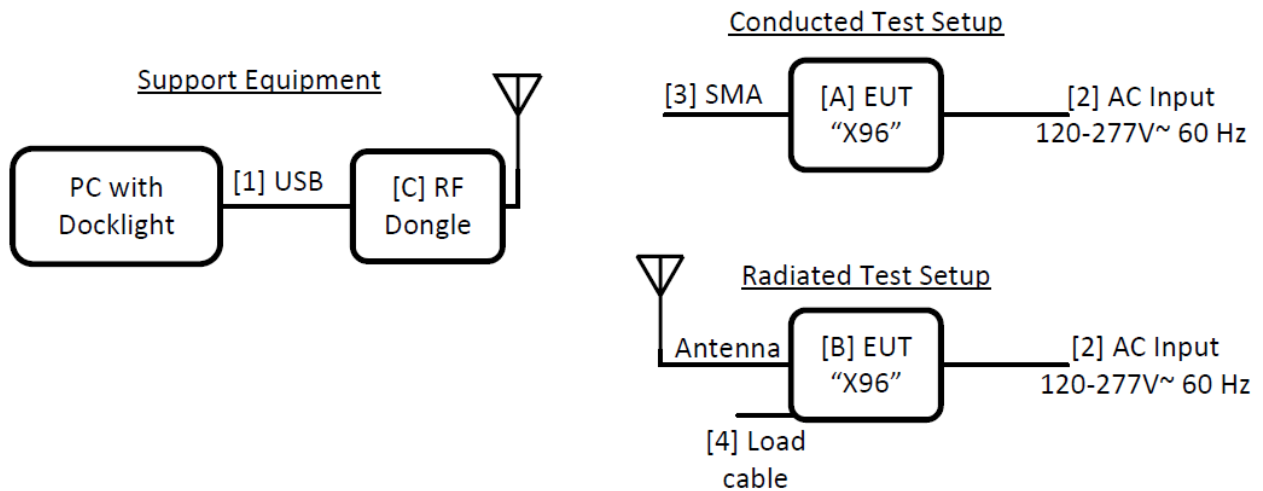 Support Equipment
PC with
Docklight
[1] USB
[C] RF
Dongle
Conducted Test Setup
[3] SMA
[A] EUT
“X96”
[2] AC Input
120-277V~ 60 Hz
Radiated Test Setup
Antenna
[B] EUT
“X96”
[2] AC Input
120-277V~ 60 Hz
[4] Load
cable